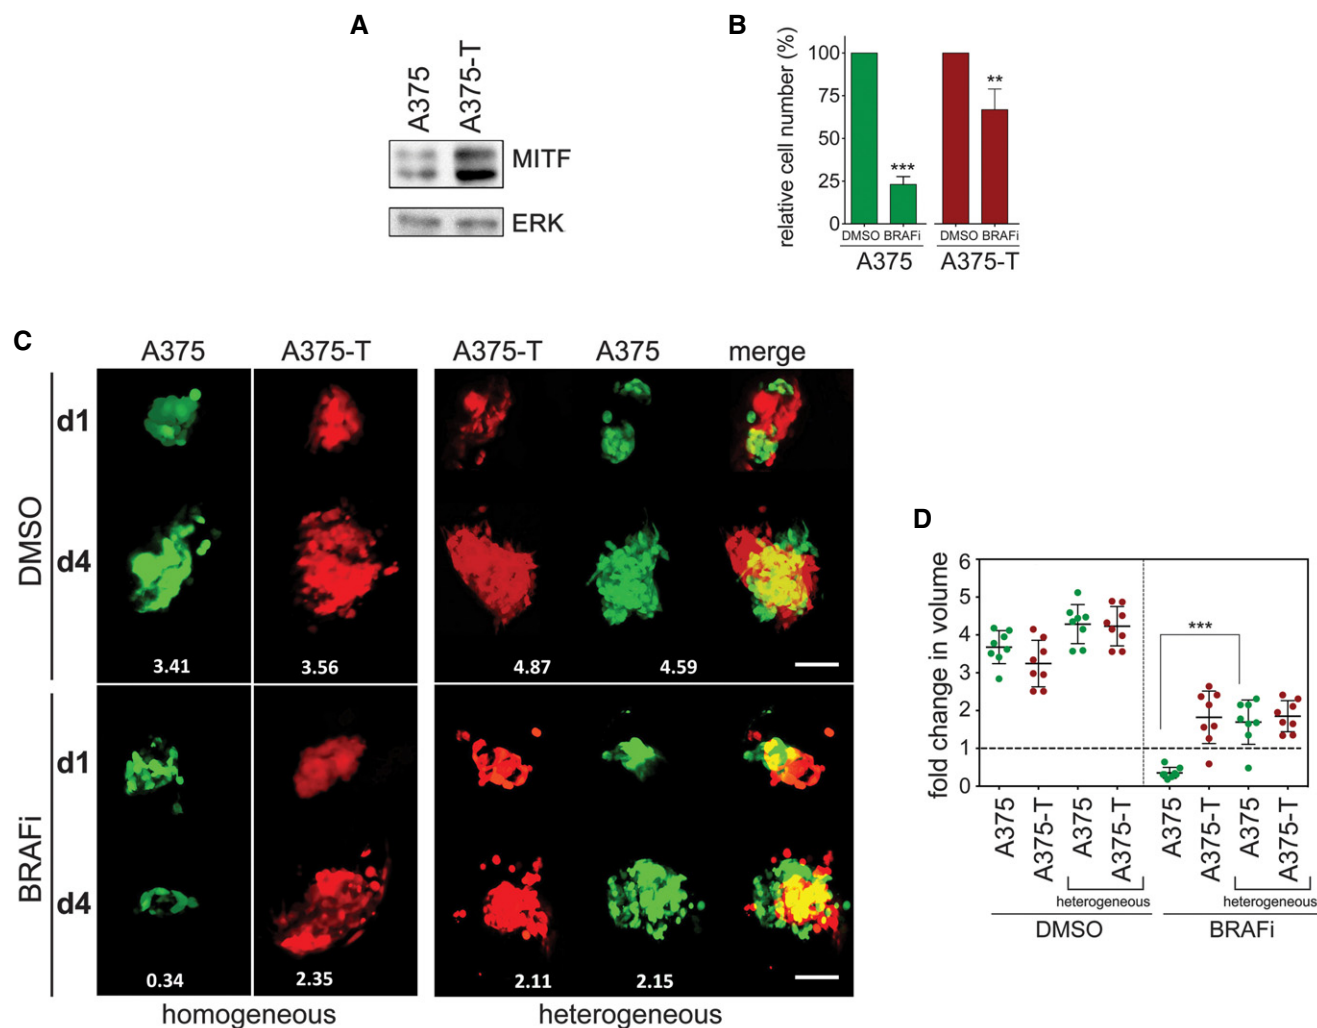 A
A375
A375-T
MITF
ERK
B
relative cell number (%)
100
75
50
25
0
***
**
DMSO BRAFi DMSO BRAFi
A375 A375-T
C
A375 A375-T A375-T A375 merge
DMSO
d1
d4
3.41 3.56 4.87 4.59
BRAFi
d1
d4
0.34 2.35 2.11 2.15
homogeneous heterogeneous
D
fold change in volume
6
5
4
3
2
1
0
***
A375 A375-T A375 A375-T A375 A375-T A375 A375-T
heterogeneous heterogeneous
DMSO BRAFi